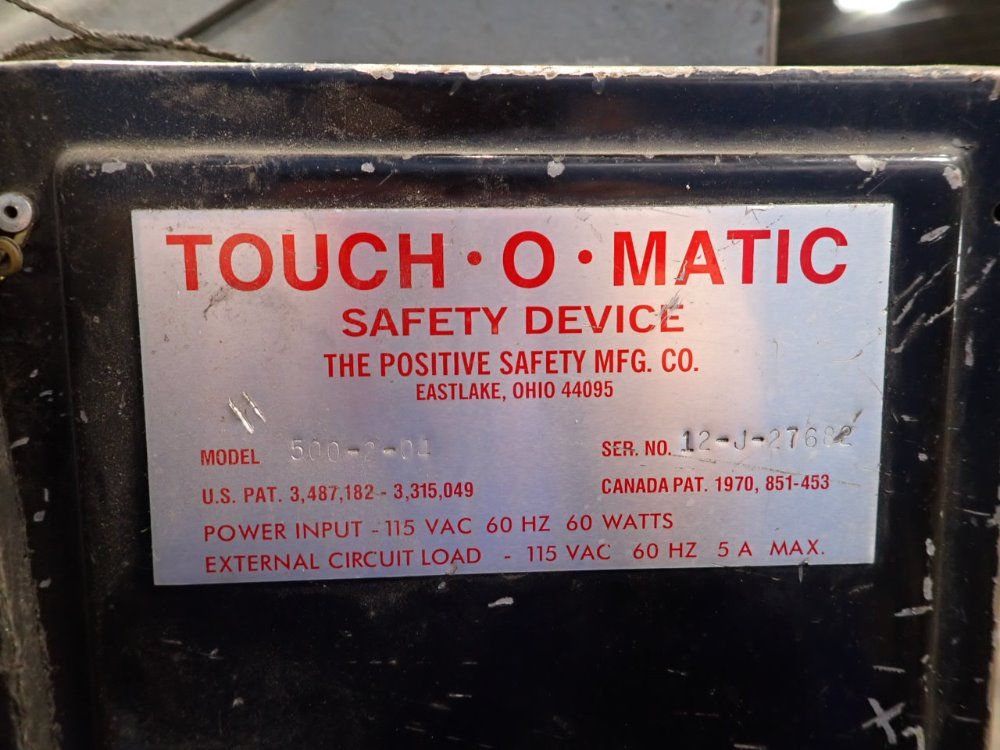 TOUCH · O · MATIC
SAFETY DEVICE
THE POSITIVE SAFETY MFG. CO.
EASTLAKE, OHIO 44095
MODEL 500-2-04 SER. NO.
U.S. PAT. 3,487,182 - 3,315,049 CANADA PAT. 1970, 851-453
POWER INPUT - 115 VAC 60 HZ 60 WATTS
EXTERNAL CIRCUIT LOAD - 115 VAC 60 HZ 5 A MAX.